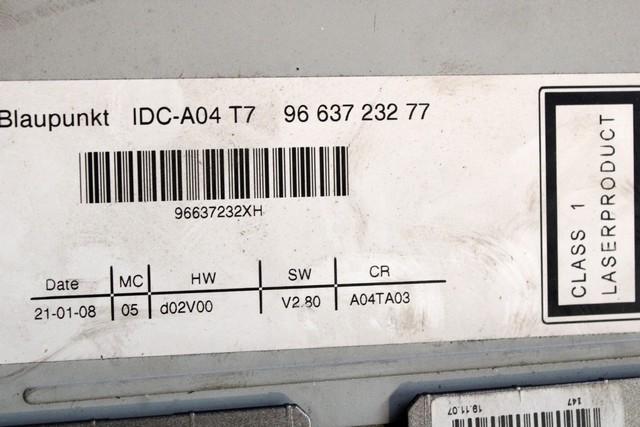 Blaupunkt IDC-A04 T7 96 637 232 77
96637232XH
Date MC HW SW CR
21-01-08 05 d02V00 V2.80 A04TA03
CLASS 1
LASERPRODUCT
19.11.07 147